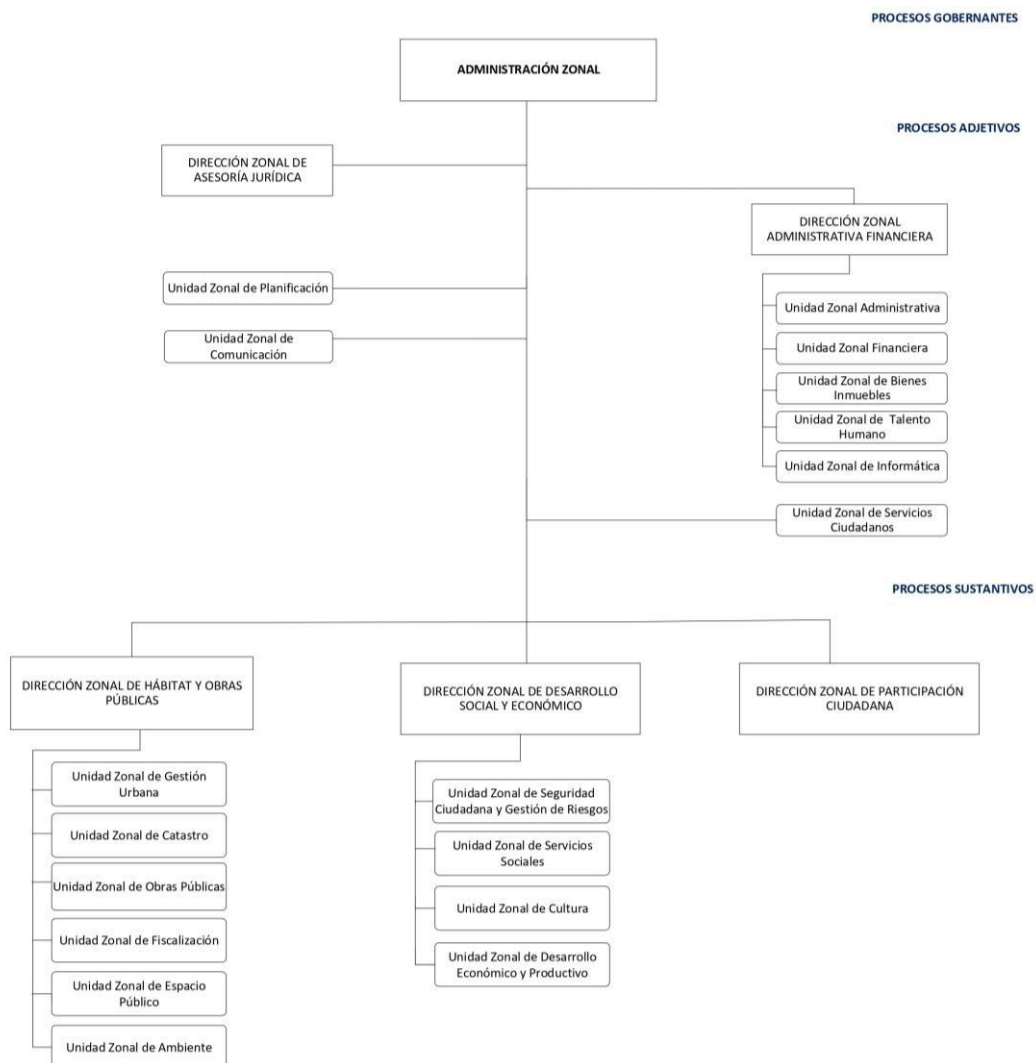 PROCESOS GOBERNANTES
ADMINISTRACIÓN ZONAL
PROCESOS ADJETIVOS
DIRECCIÓN ZONAL DE
ASESORÍA JURÍDICA
DIRECCIÓN ZONAL
ADMINISTRATIVA FINANCIERA
Unidad Zonal de Planificación
Unidad Zonal de
Comunicación
Unidad Zonal Administrativa
Unidad Zonal Financiera
Unidad Zonal de Bienes
Inmuebles
Unidad Zonal de Talento
Humano
Unidad Zonal de Informática
Unidad Zonal de Servicios
Ciudadanos
PROCESOS SUSTANTIVOS
DIRECCIÓN ZONAL DE HÁBITAT Y OBRAS
PÚBLICAS
Unidad Zonal de Gestión
Urbana
Unidad Zonal de Catastro
Unidad Zonal de Obras Públicas
Unidad Zonal de Fiscalización
Unidad Zonal de Espacio
Público
Unidad Zonal de Ambiente
DIRECCIÓN ZONAL DE DESARROLLO
SOCIAL Y ECONÓMICO
Unidad Zonal de Seguridad
Ciudadana y Gestión de Riesgos
Unidad Zonal de Servicios
Sociales
Unidad Zonal de Cultura
Unidad Zonal de Desarrollo
Económico y Productivo
DIRECCIÓN ZONAL DE PARTICIPACIÓN
CIUDADANA